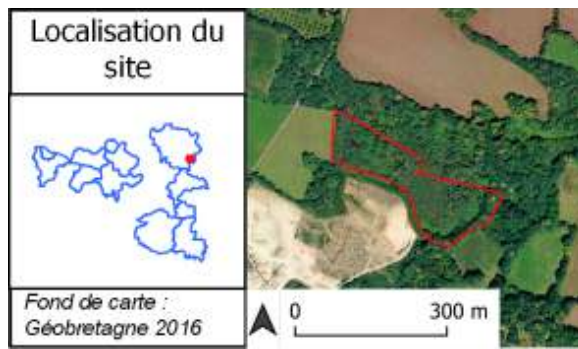 Localisation du
site
Fond de carte :
Géobretagne 2016
0 300 m